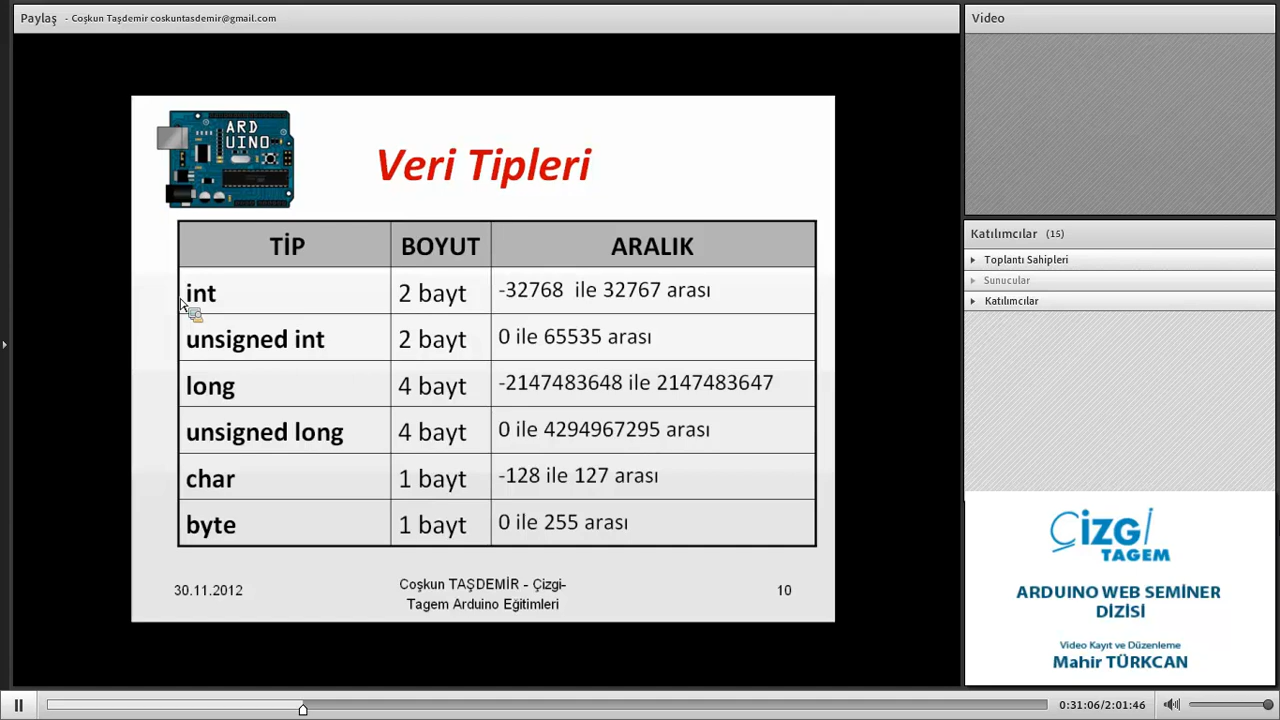 Paylaş - Coşkun Taşdemir coskuntasdemir@gmail.com
Video
ARD
UINO
Veri Tipleri
TİP BOYUT ARALIK
int 2 bayt -32768 ile 32767 arası
unsigned int 2 bayt 0 ile 65535 arası
long 4 bayt -2147483648 ile 2147483647
unsigned long 4 bayt 0 ile 4294967295 arası
char 1 bayt -128 ile 127 arası
byte 1 bayt 0 ile 255 arası
30.11.2012
Coşkun TAŞDEMİR - Çizgi-
Tagem Arduino Eğitimleri
10
Katılımcılar (15)
Toplantı Sahipleri
Sunucular
Katılımcılar
ÇİZGİ
TAGEM
ARDUINO WEB SEMİNER
DİZİSİ
Video Kayıt ve Düzenleme
Mahir TÜRKCAN
0:31:06/2:01:46